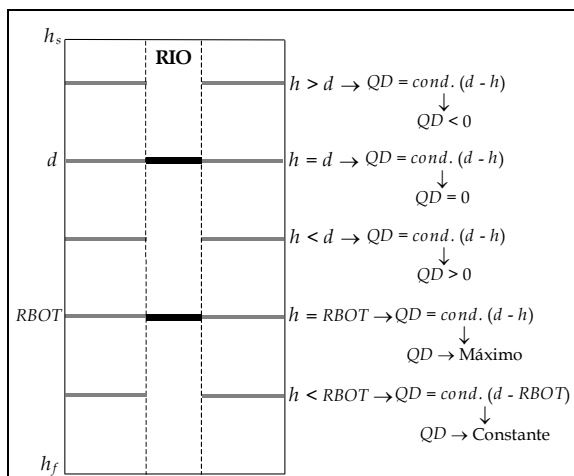 h_s
RIO
h > d → QD = cond. (d - h)
↓
QD < 0
d
h = d → QD = cond. (d - h)
↓
QD = 0
h < d → QD = cond. (d - h)
↓
QD > 0
RBOT
h = RBOT → QD = cond. (d - h)
↓
QD → Máximo
h < RBOT → QD = cond. (d - RBOT)
↓
QD → Constante
h_f